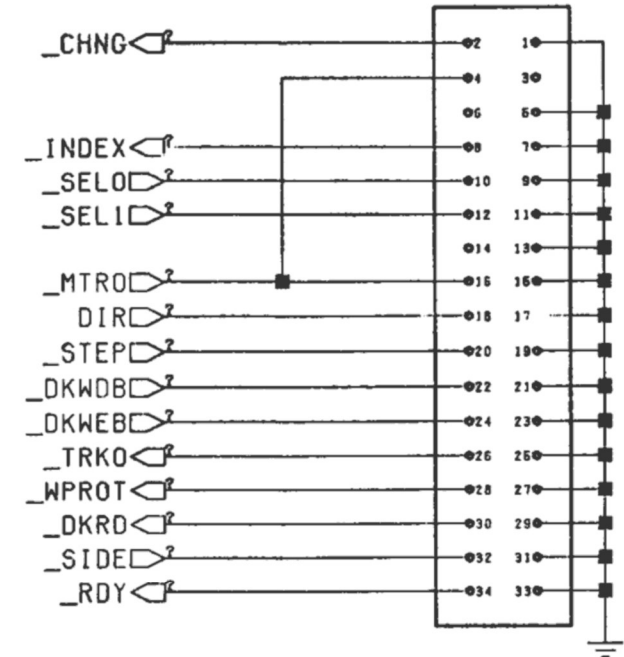 _CHNG ? 2 1
4 3
6 5
_INDEX ? 8 7
_SEL0 ? 10 9
_SEL1 ? 12 11
14 13
_MTR0 ? 16 15
DIR ? 18 17
_STEP ? 20 19
_DKWDB ? 22 21
_DKWEB ? 24 23
_TRK0 ? 26 25
_WPROT ? 28 27
_DKRD ? 30 29
_SIDE ? 32 31
_RDY ? 34 33